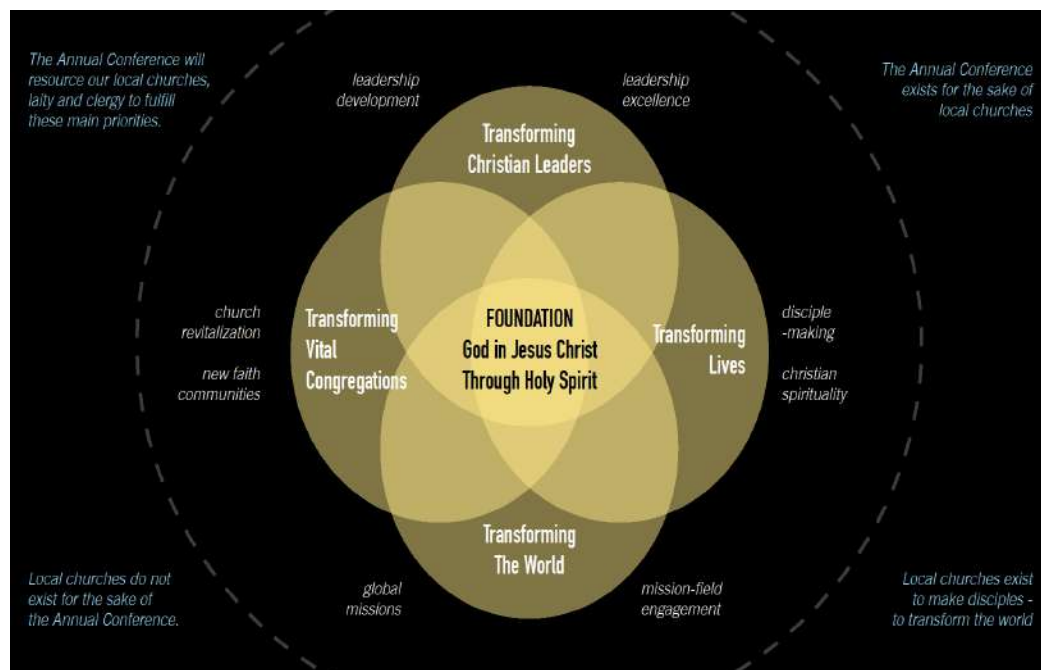 The Annual Conference will
resource our local churches,
laity and clergy to fulfill
these main priorities.
leadership
development
leadership
excellence
The Annual Conference
exists for the sake of
local churches
Transforming
Christian Leaders
church
revitalization
new faith
communities
Transforming
Vital
Congregations
FOUNDATION
God in Jesus Christ
Through Holy Spirit
Transforming
Lives
disciple
-making
christian
spirituality
Transforming
The World
Local churches do not
exist for the sake of
the Annual Conference.
global
missions
mission-field
engagement
Local churches exist
to make disciples -
to transform the world